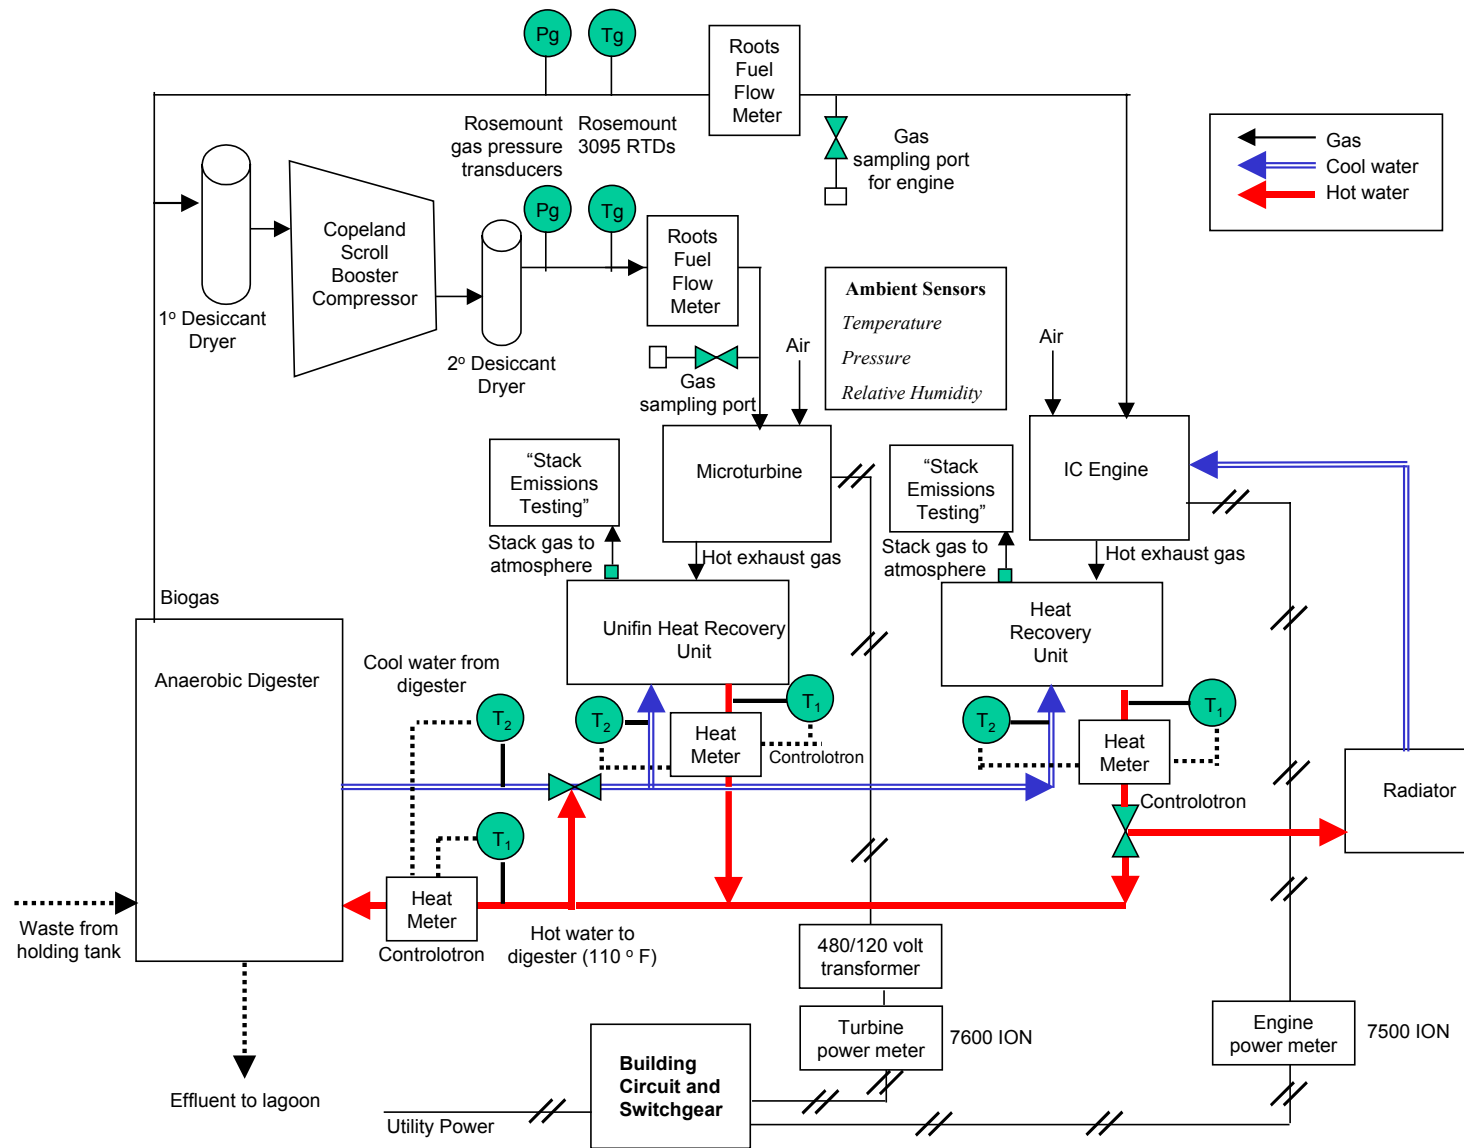 Pg
Tg
Roots
Fuel
Flow
Meter
Rosemount
gas pressure
transducers
Rosemount
3095 RTDs
Gas
sampling port
for engine
Gas
Cool water
Hot water
Copeland
Scroll
Booster
Compressor
Pg
Tg
Roots
Fuel
Flow
Meter
1º Desiccant
Dryer
2º Desiccant
Dryer
Gas
sampling port
Air
Ambient Sensors
Temperature
Pressure
Relative Humidity
Air
“Stack
Emissions
Testing”
Microturbine
“Stack
Emissions
Testing”
IC Engine
Stack gas to
atmosphere
Hot exhaust gas
Stack gas to
atmosphere
Hot exhaust gas
Biogas
Anaerobic Digester
Unifin Heat Recovery
Unit
Heat
Recovery
Unit
Cool water from
digester
T2
T2
T1
Heat
Meter
Controlotron
T2
T1
Heat
Meter
Controlotron
Radiator
T1
Heat
Meter
Controlotron
Waste from
holding tank
Hot water to
digester (110 º F)
480/120 volt
transformer
Turbine
power meter
7600 ION
Engine
power meter
7500 ION
Building
Circuit and
Switchgear
Effluent to lagoon
Utility Power